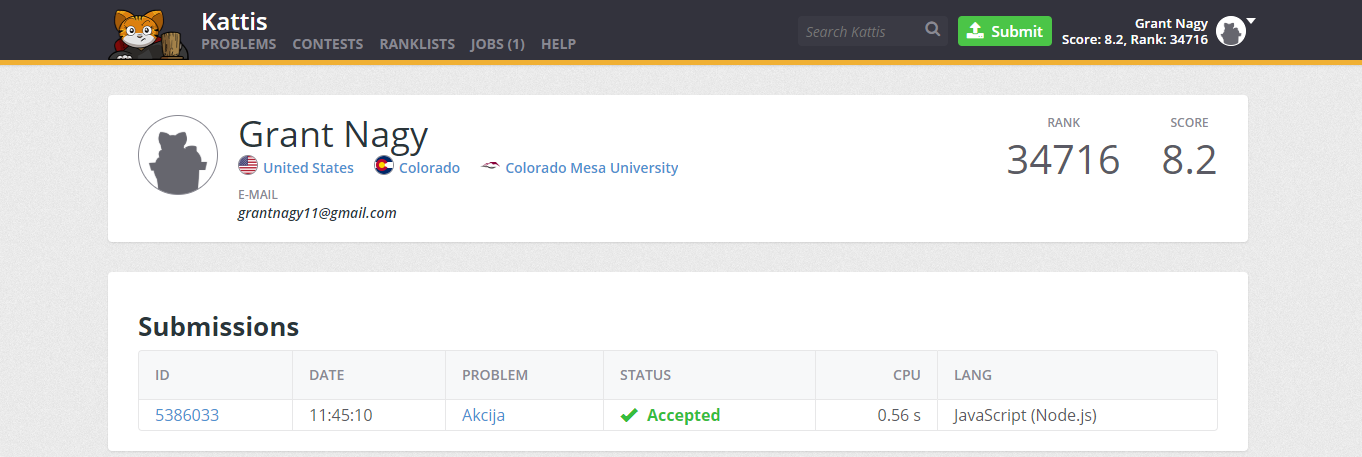 Kattis
PROBLEMS CONTESTS RANKLISTS JOBS (1) HELP
Search Kattis
Submit
Grant Nagy
Score: 8.2, Rank: 34716
Grant Nagy
United States Colorado Colorado Mesa University
E-MAIL
grantnagy11@gmail.com
RANK SCORE
34716 8.2
Submissions
ID DATE PROBLEM STATUS CPU LANG
5386033 11:45:10 Akcija Accepted 0.56 s JavaScript (Node.js)